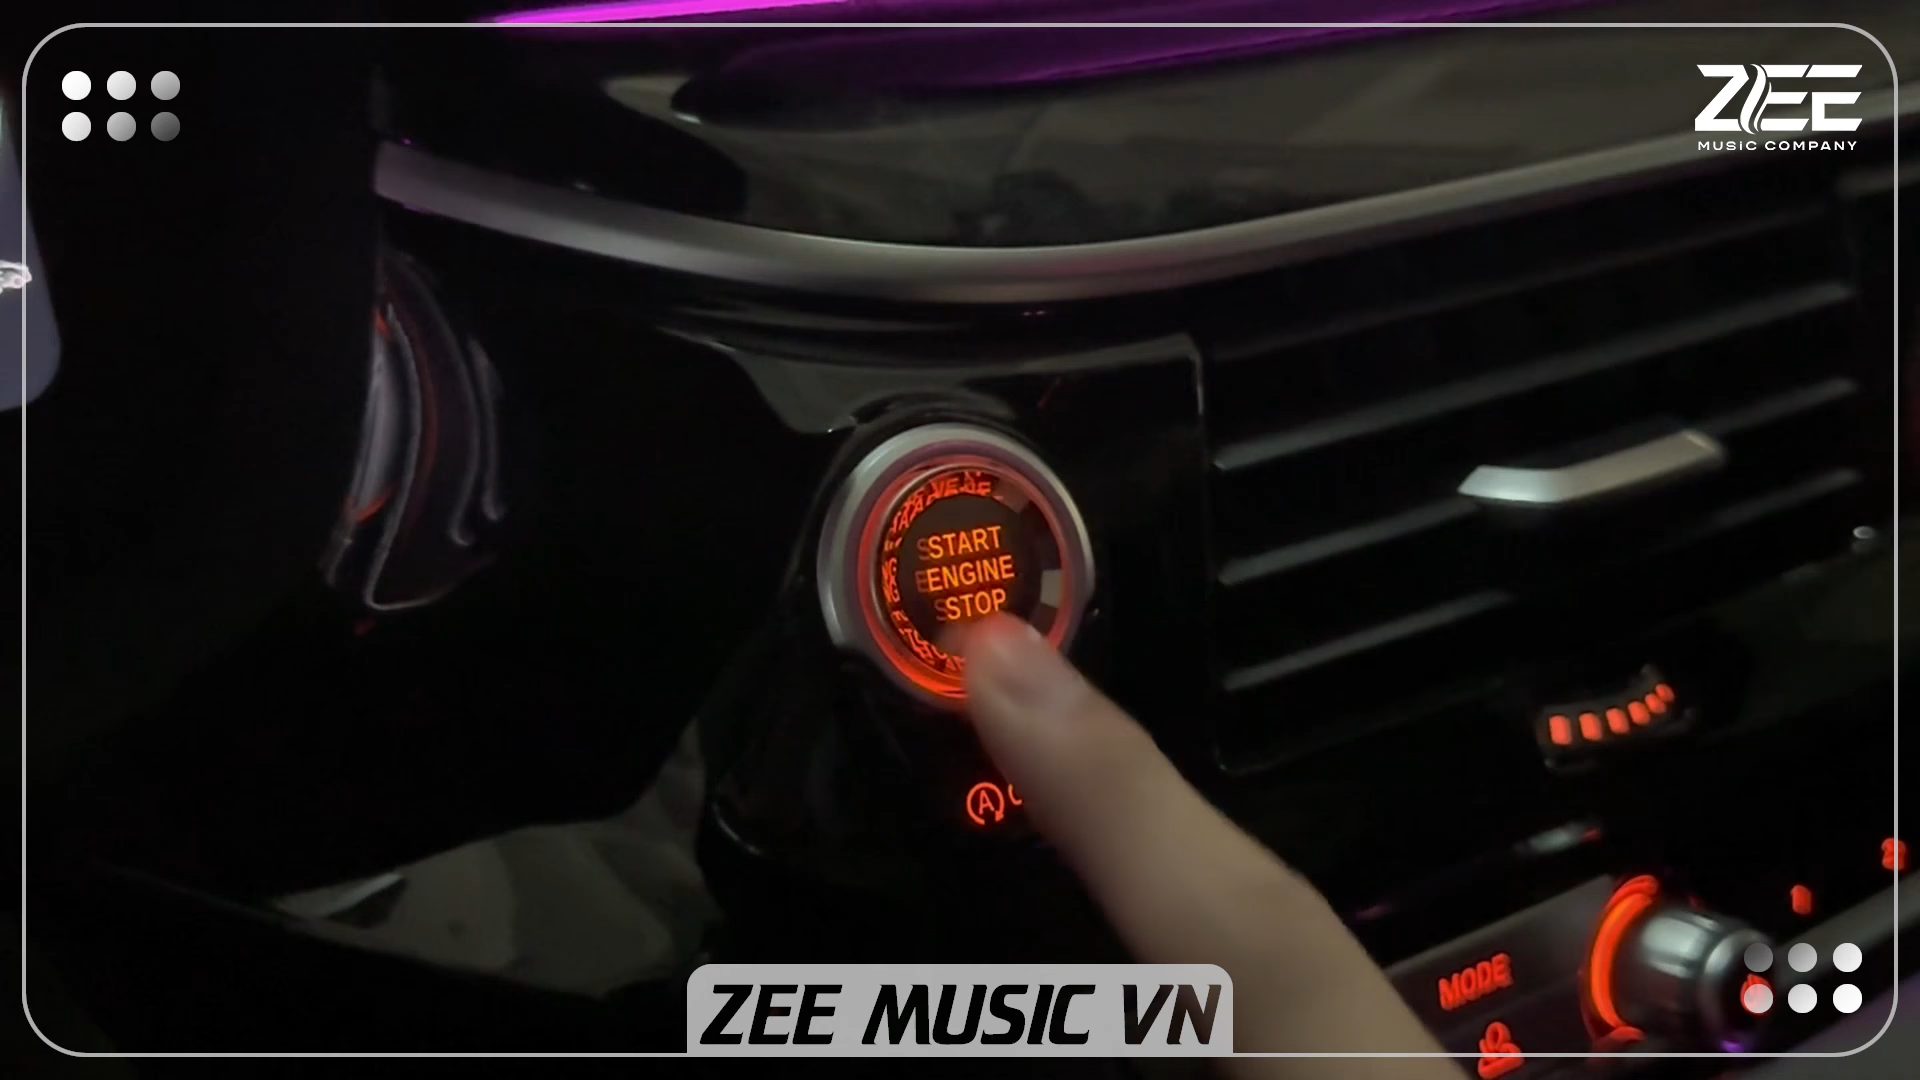 ZEE
MUSIC COMPANY
START
ENGINE
STOP
A
MODE
ZEE MUSIC VN